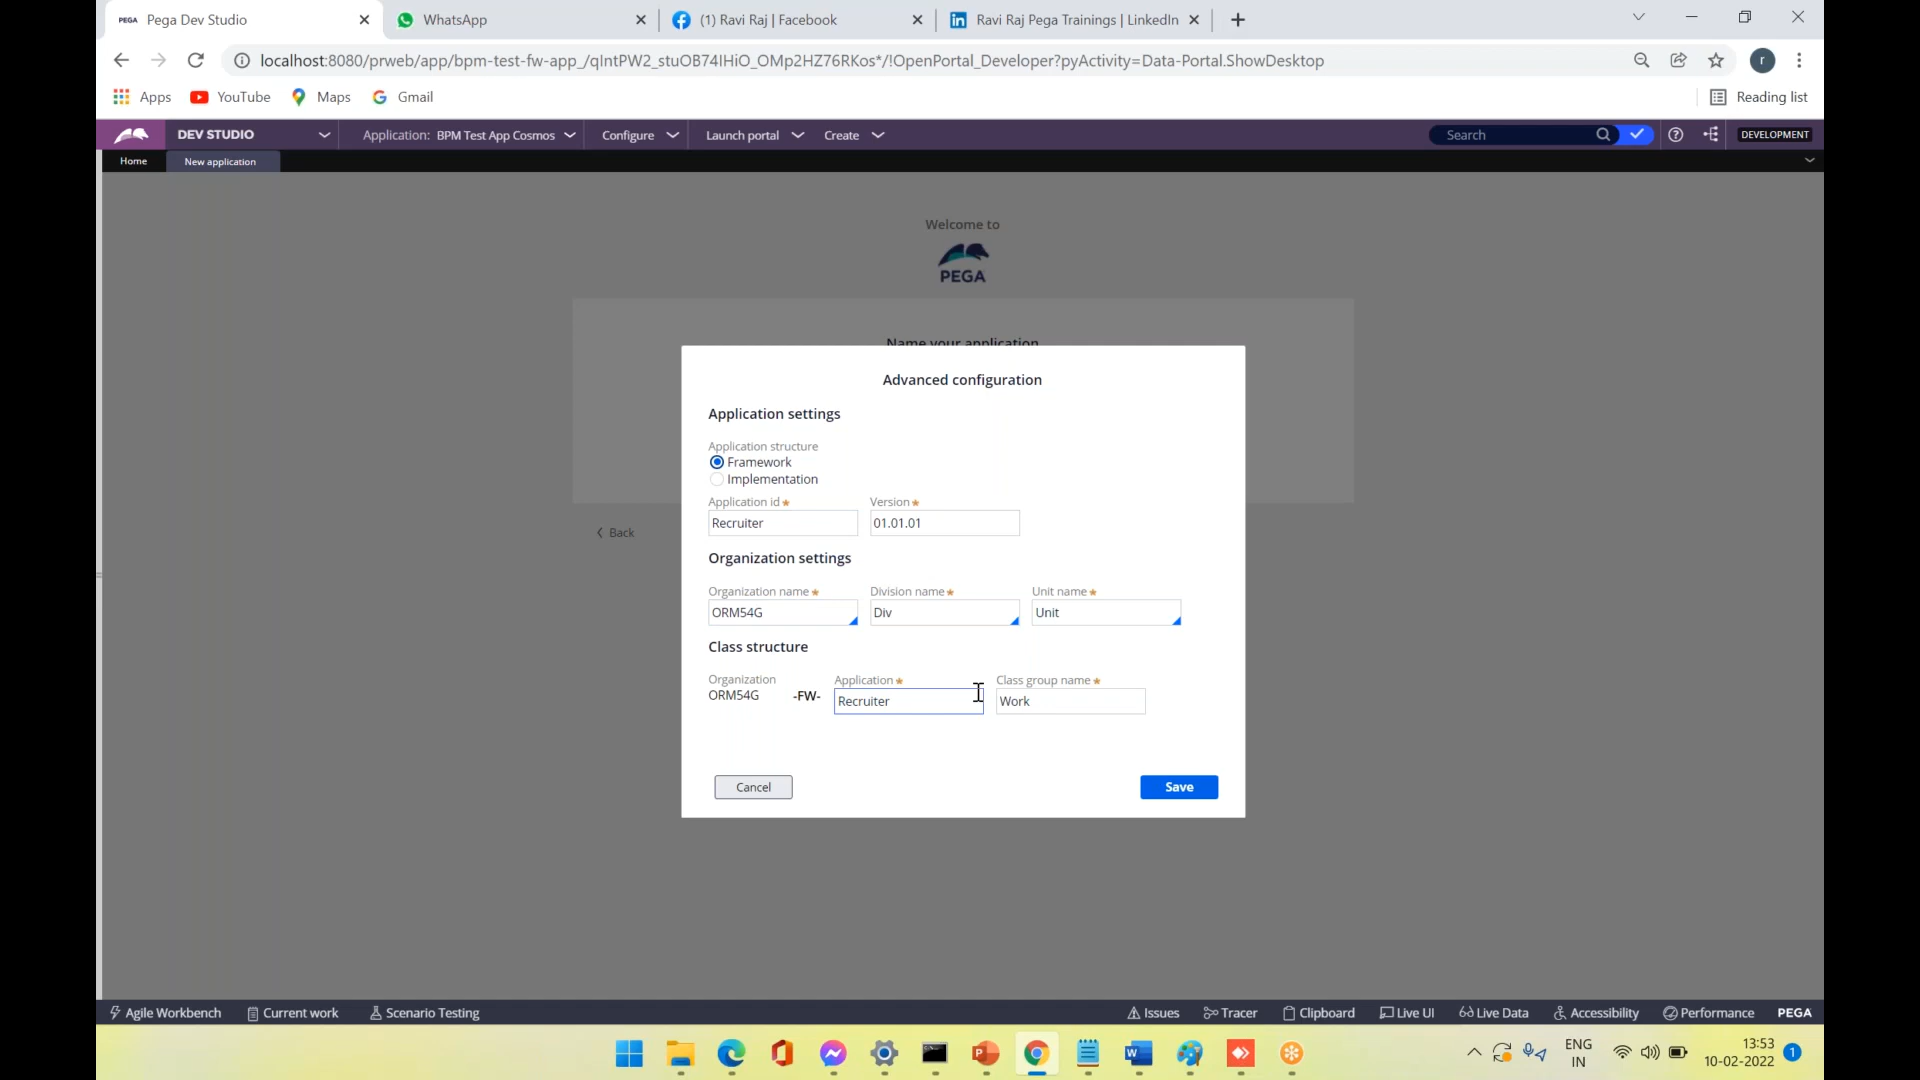 PEGA Pega Dev Studio
WhatsApp
(1) Ravi Raj | Facebook
Ravi Raj Pega Trainings | LinkedIn
localhost:8080/prweb/app/bpm-test-fw-app_/qIntPW2_stuOB74IHiO_OMp2HZ76RKos*/!OpenPortal_Developer?pyActivity=Data-Portal.ShowDesktop
r
Apps
YouTube
Maps
Gmail
Reading list
DEV STUDIO
Application: BPM Test App Cosmos
Configure
Launch portal
Create
Search
DEVELOPMENT
Home
New application
Welcome to
PEGA
Name your application
Advanced configuration
Application settings
Application structure
Framework
Implementation
Application id * Version *
Recruiter 01.01.01
Back
Organization settings
Organization name * Division name * Unit name *
ORM54G Div Unit
Class structure
Organization Application * Class group name *
ORM54G -FW- Recruiter Work
Cancel Save
Agile Workbench
Current work
Scenario Testing
Issues
Tracer
Clipboard
Live UI
Live Data
Accessibility
Performance
PEGA
ENG
IN
13:53
10-02-2022
1